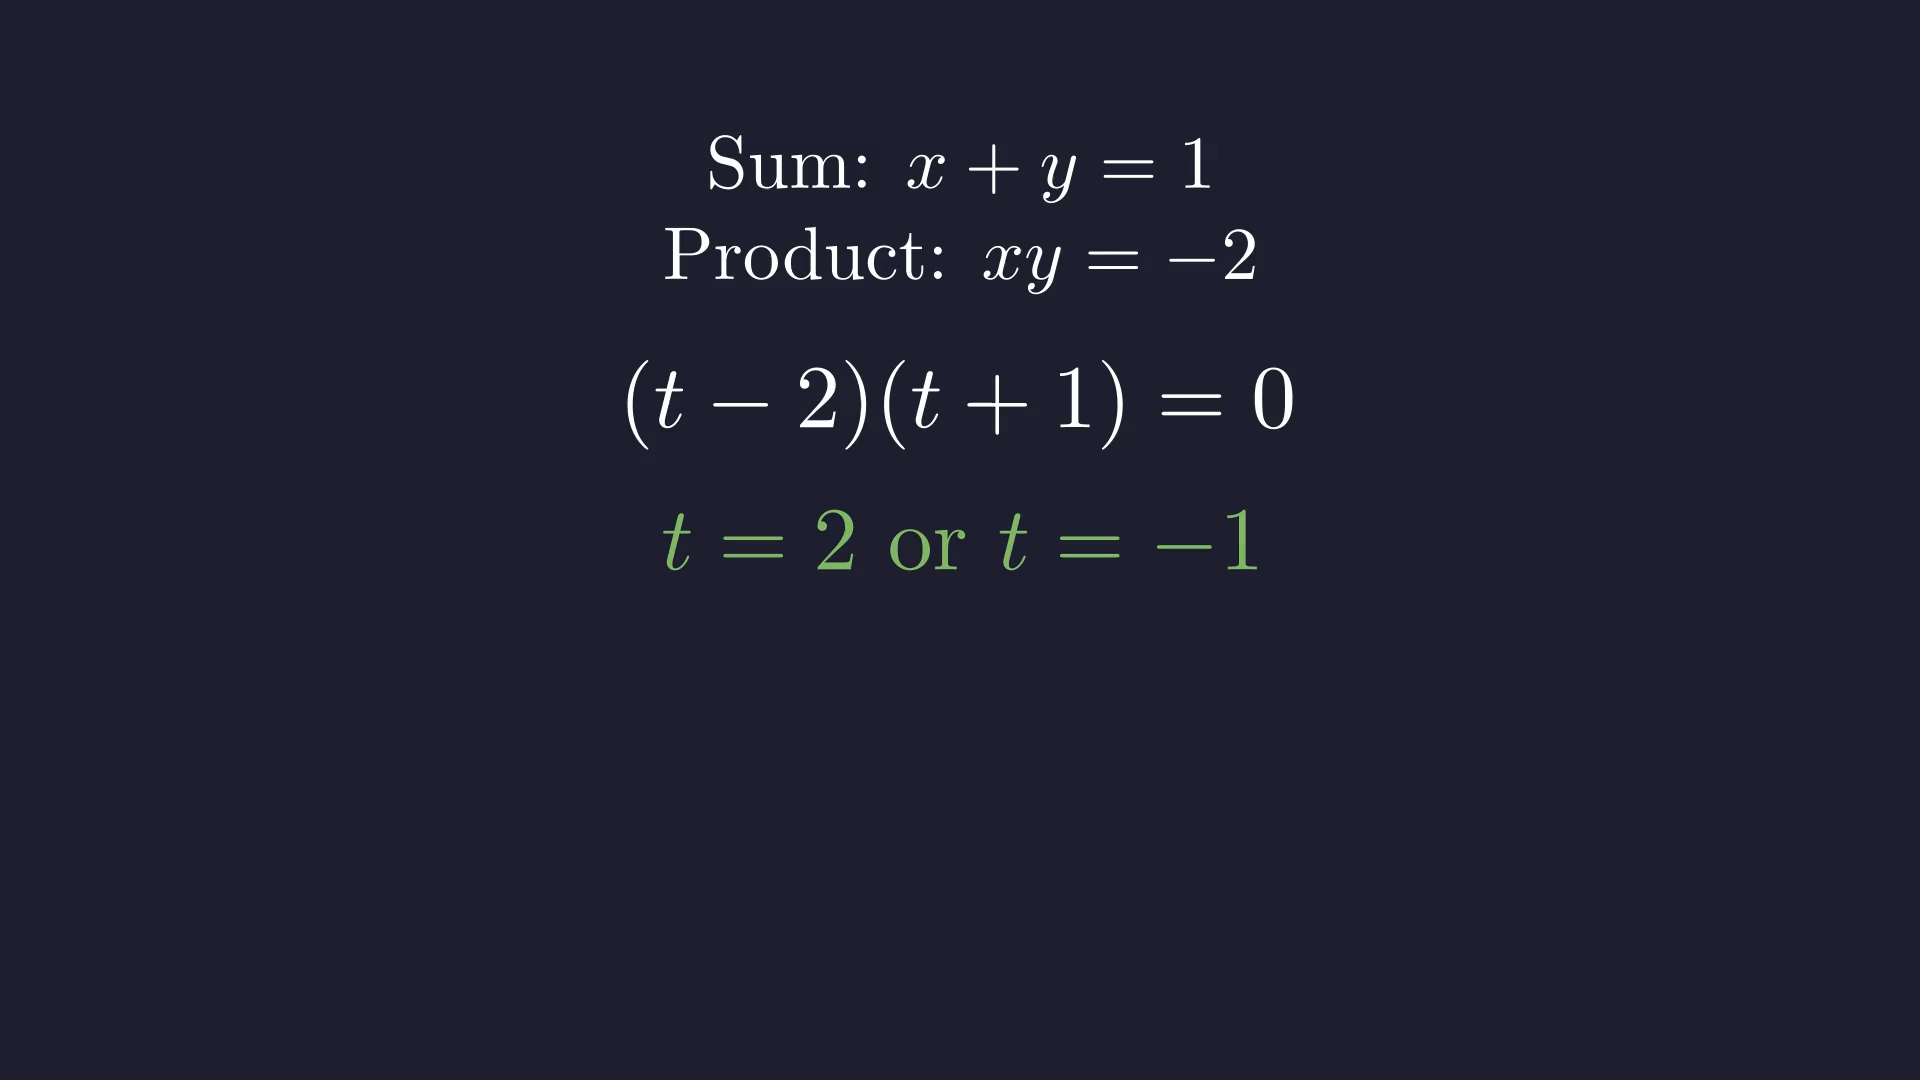 Sum: x + y = 1
Product: xy = −2
(t − 2)(t + 1) = 0
t = 2 or t = −1